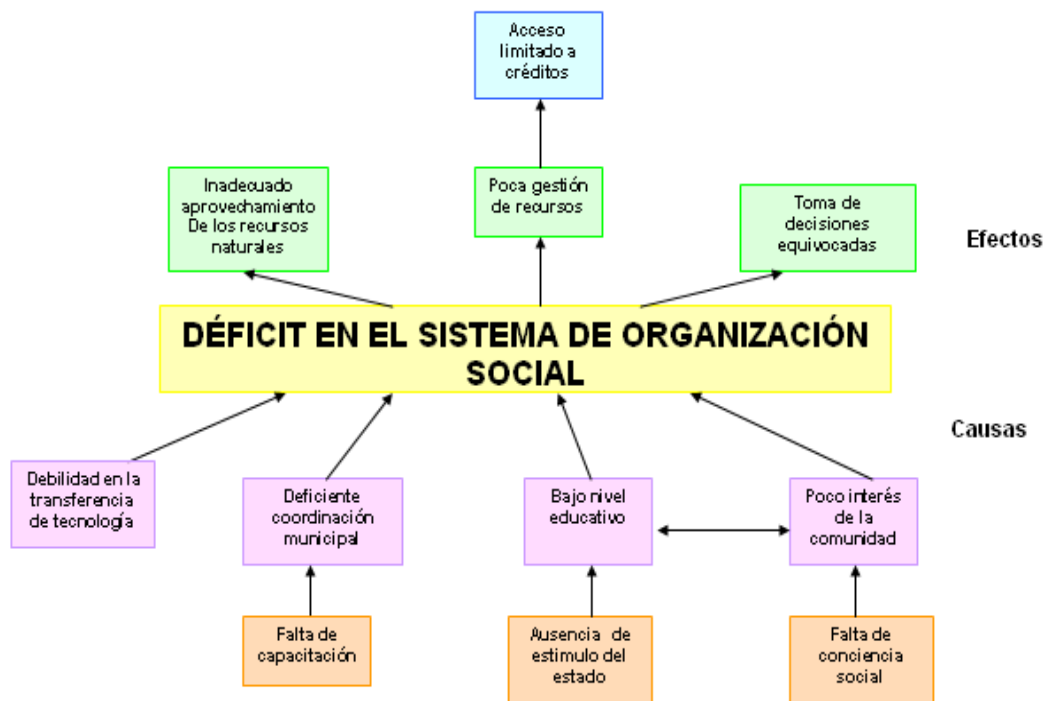 Acceso
limitado a
créditos
Inadecuado
aprovechamiento
De los recursos
naturales
Poca gestión
de recursos
Toma de
decisiones
equivocadas
Efectos
DÉFICIT EN EL SISTEMA DE ORGANIZACIÓN
SOCIAL
Causas
Debilidad en la
transferencia
de tecnología
Deficiente
coordinación
municipal
Bajo nivel
educativo
Poco interés
de la
comunidad
Falta de
capacitación
Ausencia de
estimulo del
estado
Falta de
conciencia
social